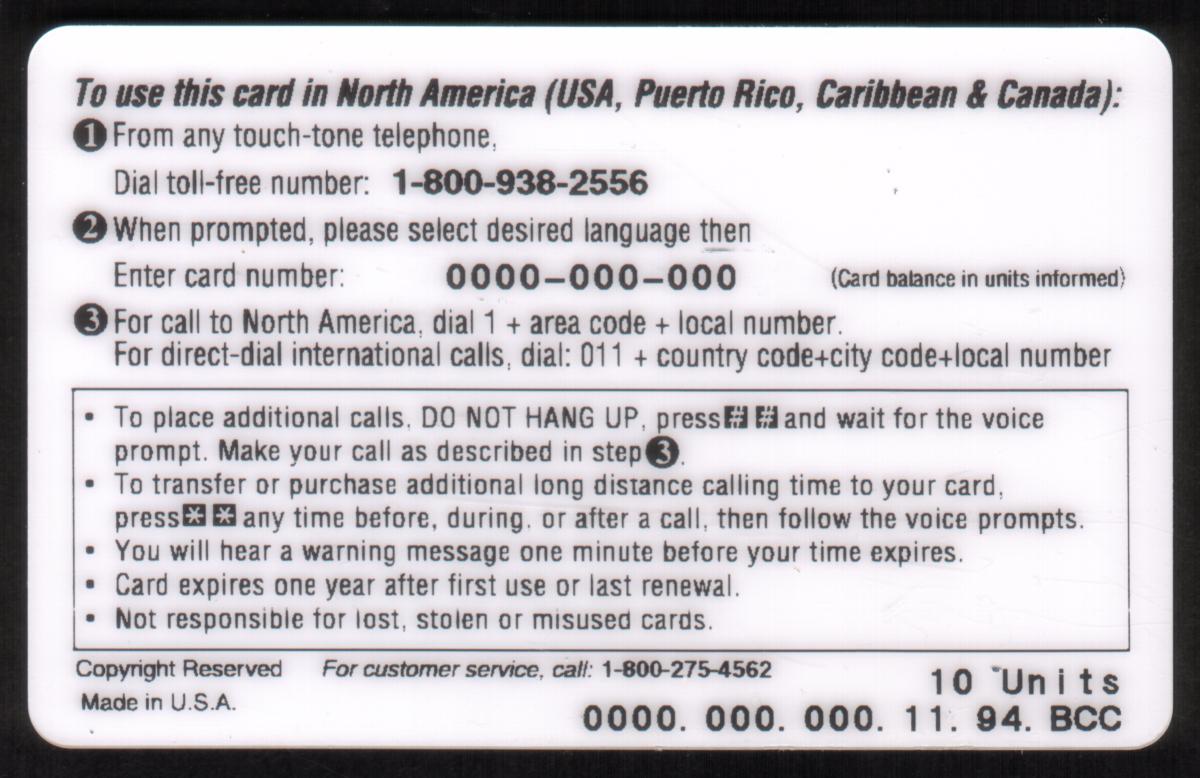 To use this card in North America (USA, Puerto Rico, Caribbean & Canada):
❶ From any touch-tone telephone,
Dial toll-free number: 1-800-938-2556
❷ When prompted, please select desired language then
Enter card number: 0000-000-000 (Card balance in units informed)
❸ For call to North America, dial 1 + area code + local number.
For direct-dial international calls, dial: 011 + country code+city code+local number
• To place additional calls, DO NOT HANG UP, press # # and wait for the voice
prompt. Make your call as described in step ❸.
• To transfer or purchase additional long distance calling time to your card,
press * * any time before, during, or after a call, then follow the voice prompts.
• You will hear a warning message one minute before your time expires.
• Card expires one year after first use or last renewal.
• Not responsible for lost, stolen or misused cards.
Copyright Reserved For customer service, call: 1-800-275-4562
Made in U.S.A.
10 Units
0000. 000. 000. 11. 94. BCC